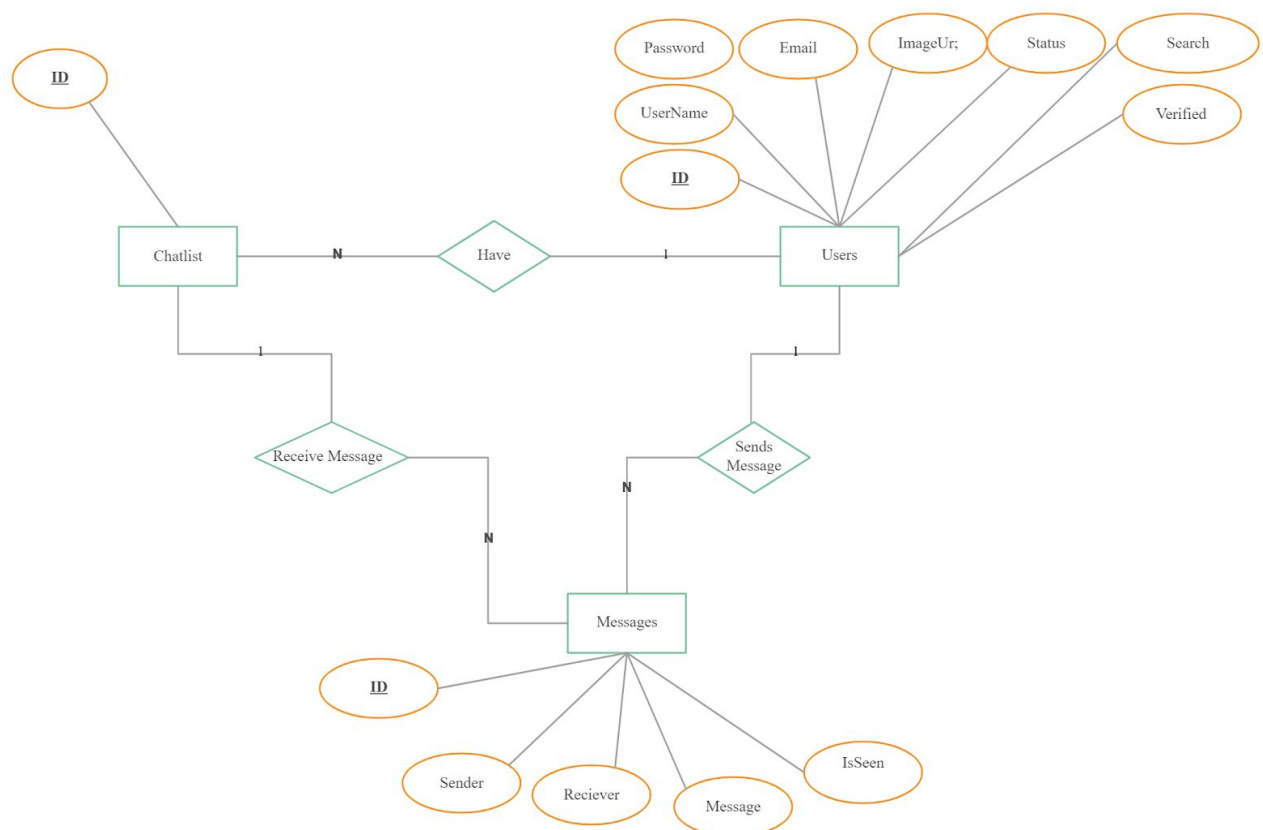 Password
Email
ImageUr;
Status
Search
ID
UserName
Verified
ID
Chatlist
N
Have
1
Users
1
1
Receive Message
Sends
Message
N
N
Messages
ID
Sender
Reciever
Message
IsSeen